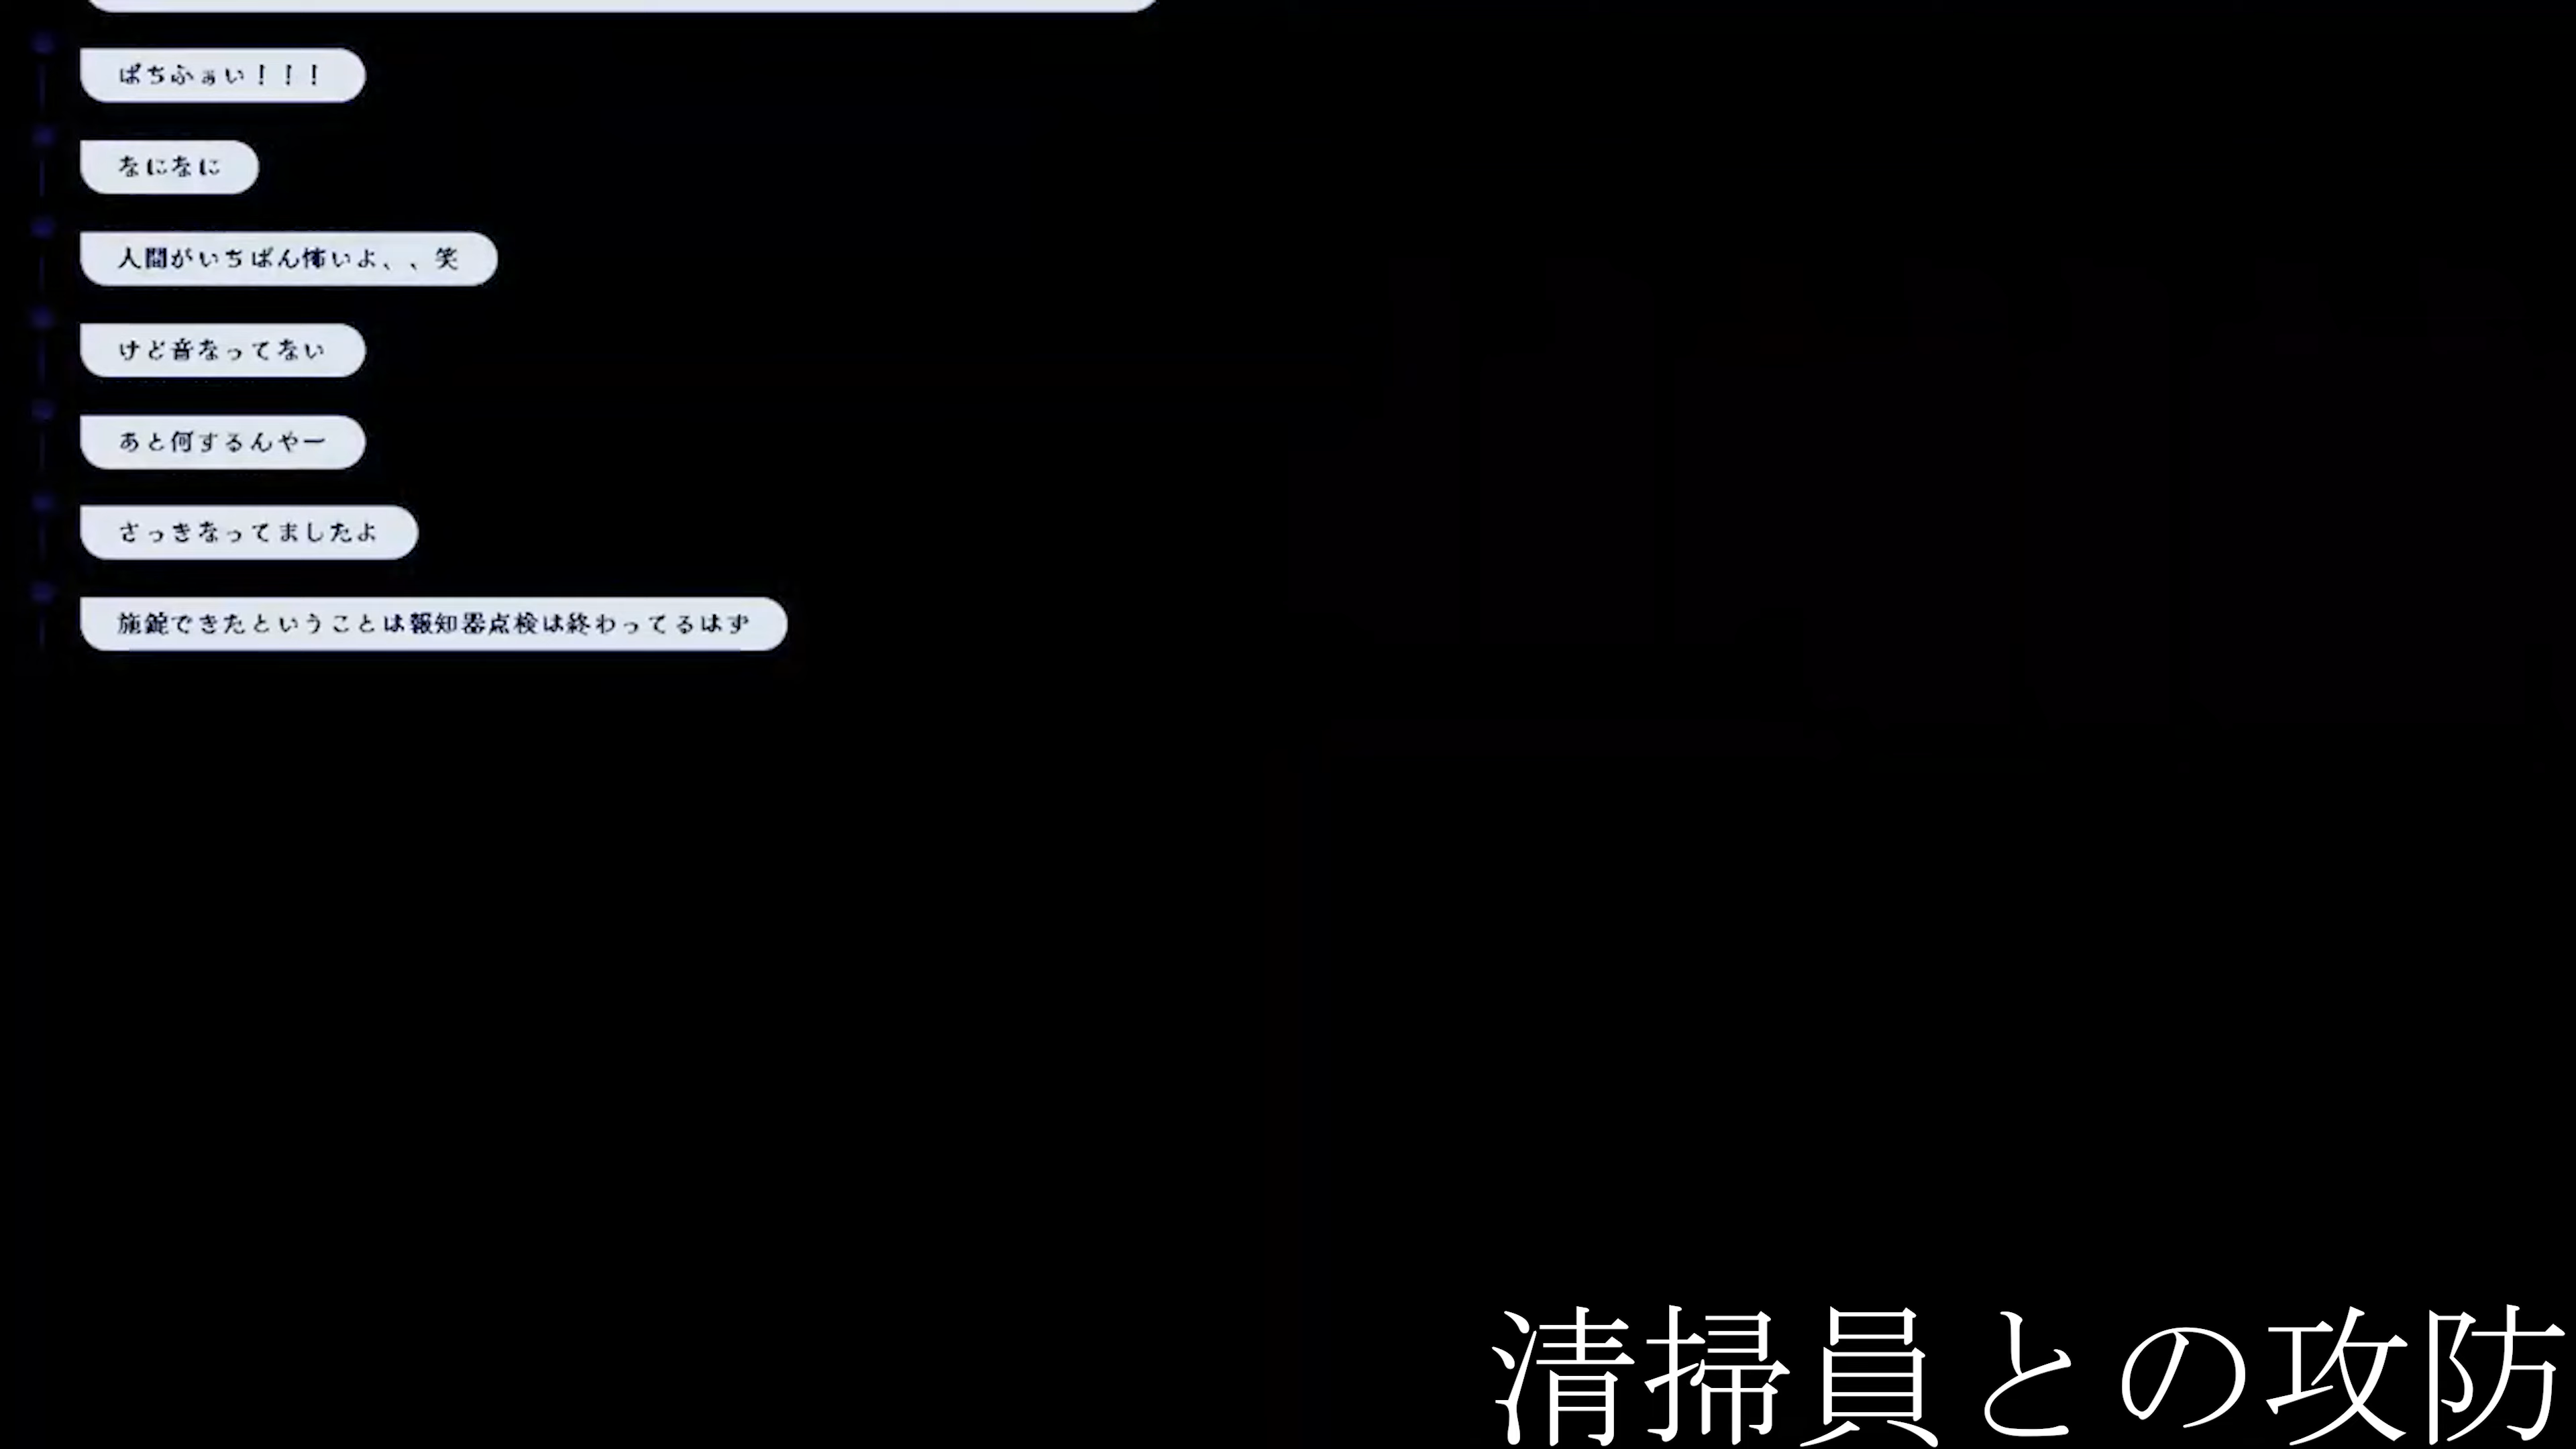 ぱちふぁい！！！
なになに
人間がいちばん怖いよ、、笑
けど音なってない
あと何するんやー
さっきなってましたよ
施錠できたということは報知器点検は終わってるはず
清掃員との攻防